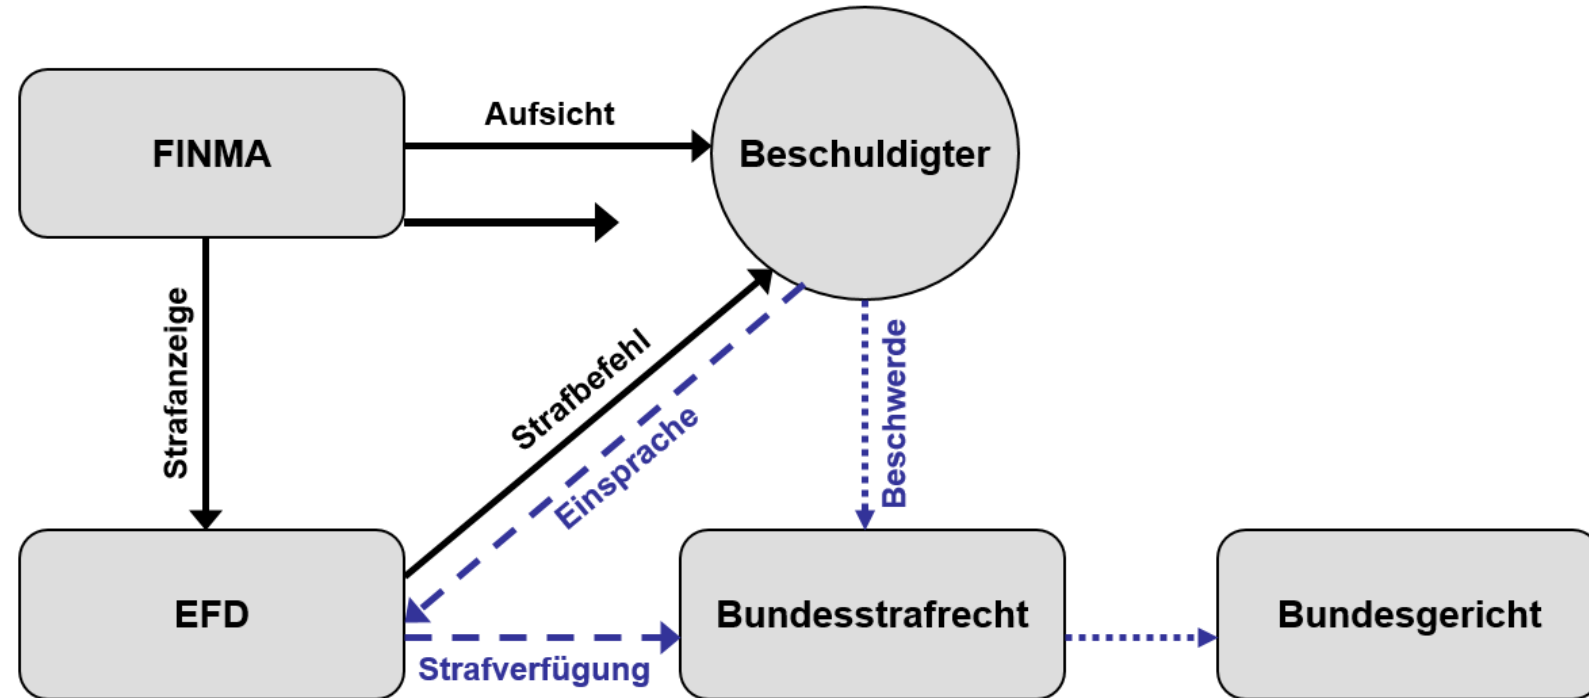 Aufsicht
FINMA
Beschuldigter
Strafanzeige
Strafbefehl
Einsprache
Beschwerde
EFD
Bundesstrafrecht
Bundesgericht
Strafverfügung